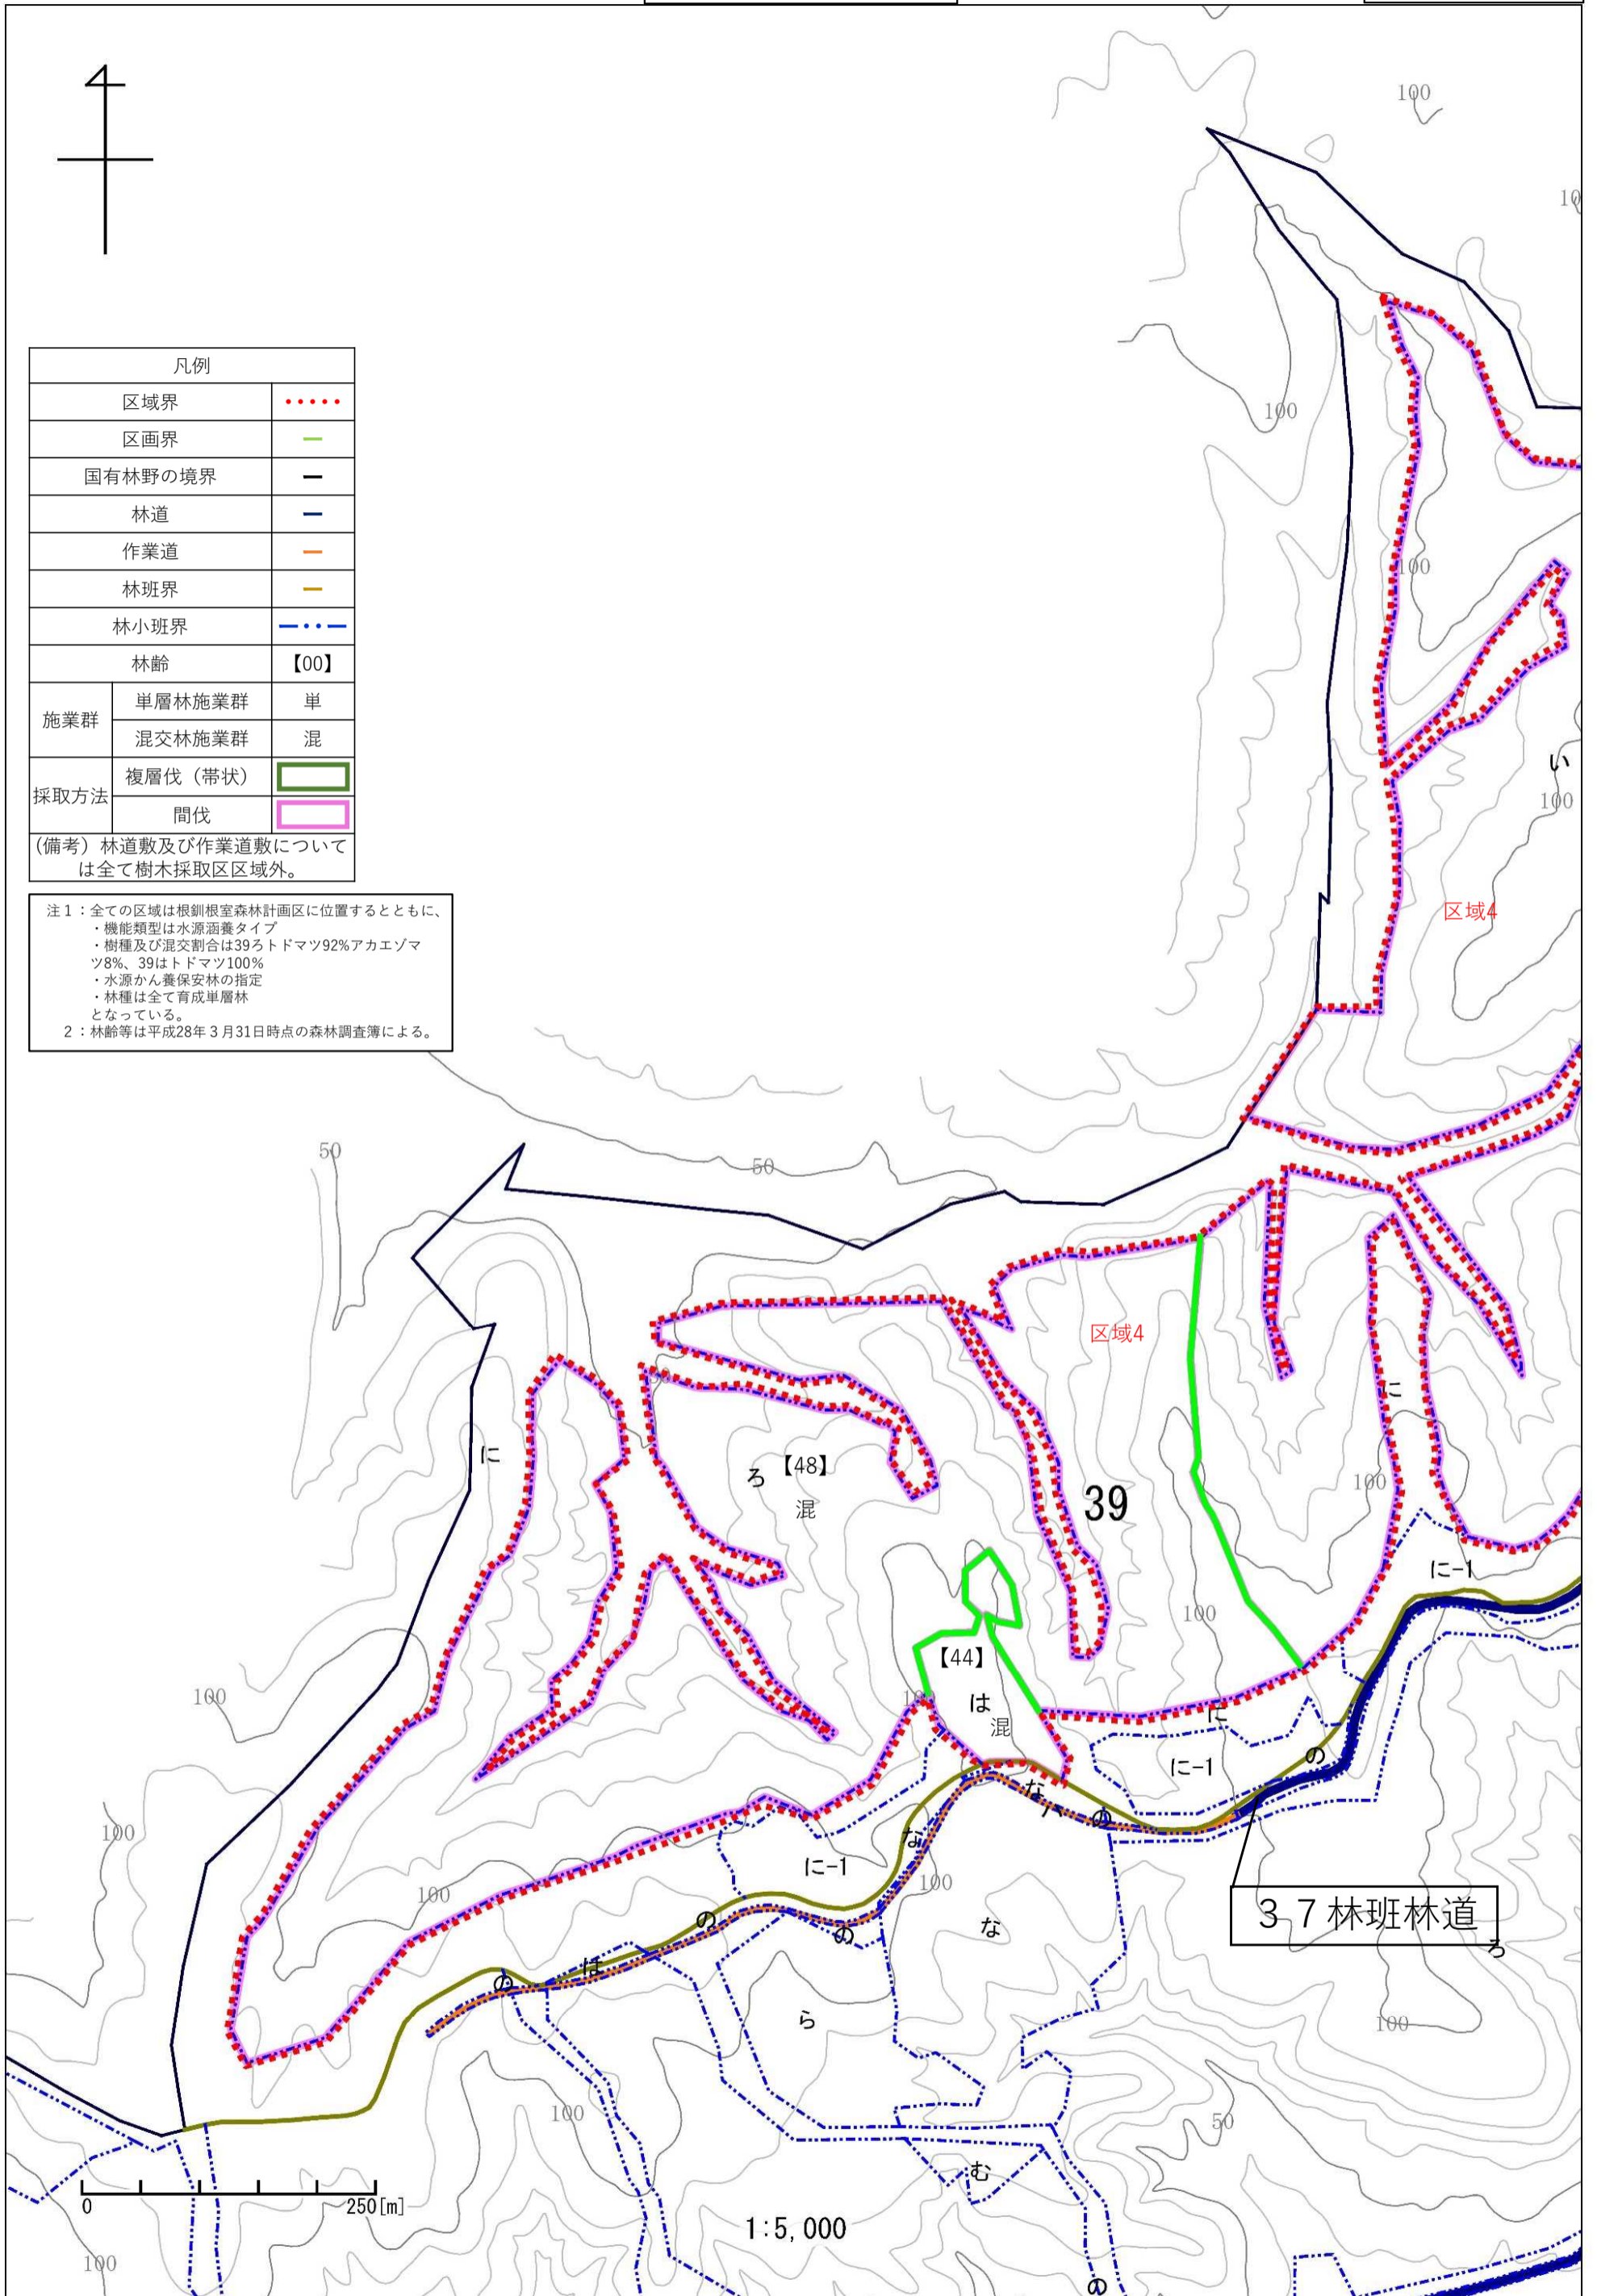 凡例
区域界
区画界
国有林野の境界
林道
作業道
林班界
林小班界
林齢 【00】
施業群 単層林施業群 単
混交林施業群 混
採取方法 複層伐（帯状）
間伐
（備考）林道敷及び作業道敷について
は全て樹木採取区区域外。
注１：全ての区域は根釧根室森林計画区に位置するとともに、
・機能類型は水源涵養タイプ
・樹種及び混交割合は39ろトドマツ92%アカエゾマ
ツ8%、39はトドマツ100%
・水源かん養保安林の指定
・林種は全て育成単層林
となっている。
２：林齢等は平成28年３月31日時点の森林調査簿による。
100
100
100
い
100
区域4
50
50
区域4
に
に
ろ 【48】
混
39
100
に-1
100
【44】
は
混
100
に
の
に-1
な
の
100
な
に-1
100
100
の
の
な
３７林班林道
ろ
は
の
ら
100
100
50
む
0 250[m]
1:5,000
100
の